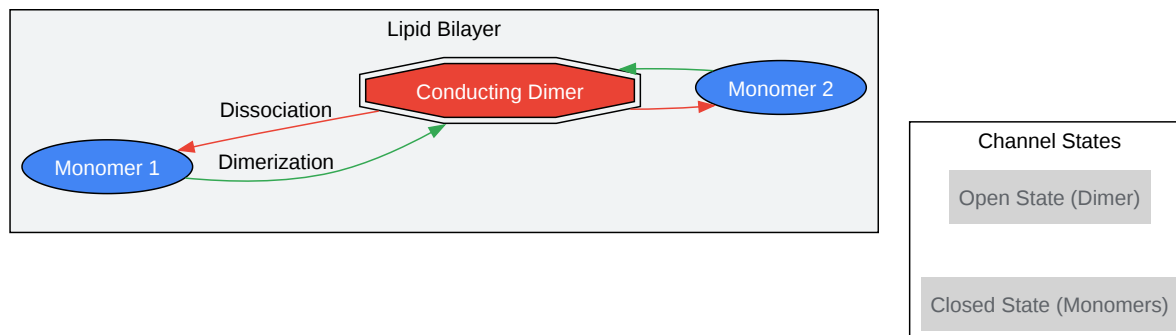 Lipid Bilayer
Conducting Dimer
Monomer 2
Dissociation
Dimerization
Monomer 1
Channel States
Open State (Dimer)
Closed State (Monomers)